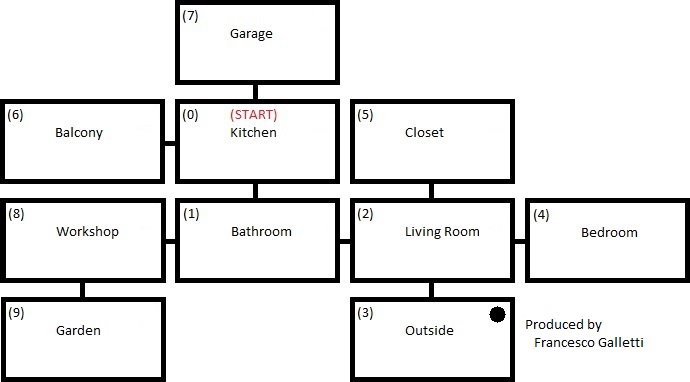 (7)
Garage
(6)
Balcony
(0) (START)
Kitchen
(5)
Closet
(8)
Workshop
(1)
Bathroom
(2)
Living Room
(4)
Bedroom
(9)
Garden
(3)
Outside
Produced by
Francesco Galletti